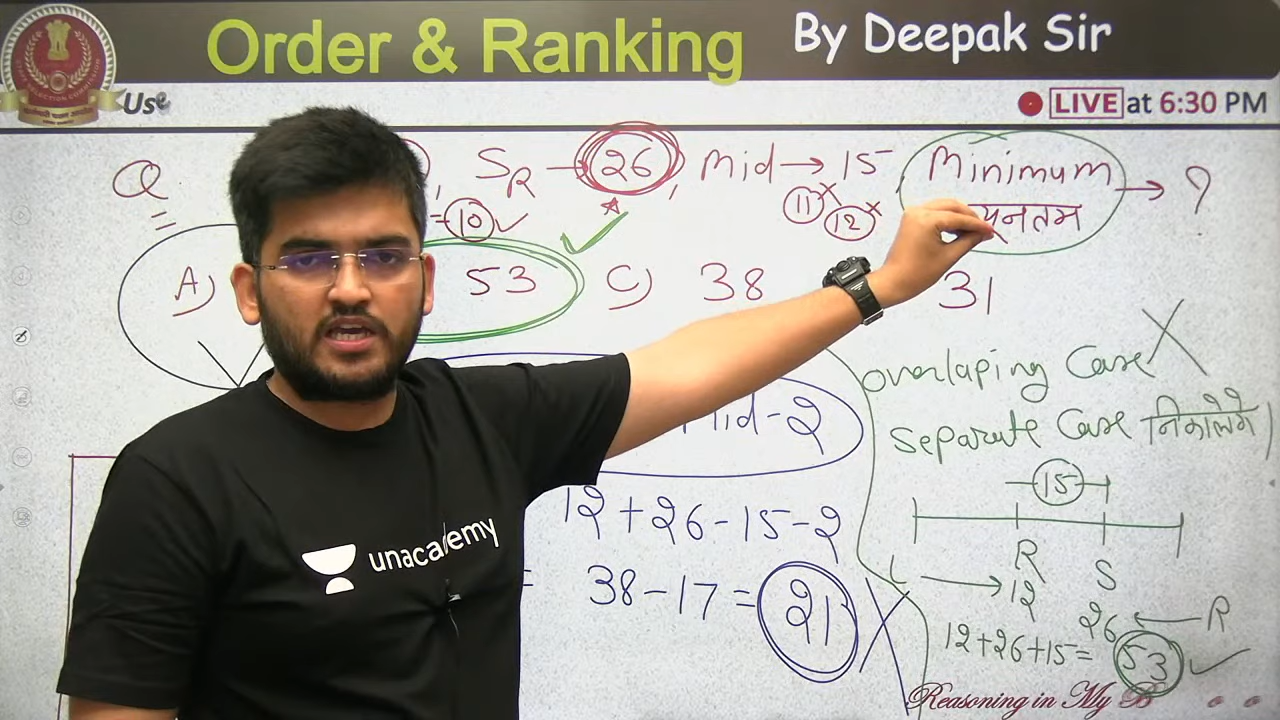 Order & Ranking By Deepak Sir
Use
LIVE at 6:30 PM
Q , SR → 26 , Mid → 15 Minimum → ?
= 10 ✓ 11 × 12 ×
A) 53 C) 38 31
overlaping Case ×
Separate Case निकालेंगे
Mid-2
12+26-15-2
= 38-17 = 21
15
R S
L → 12
26 ← R
12+26+15 = 53 ✓
unacademy
Reasoning in My